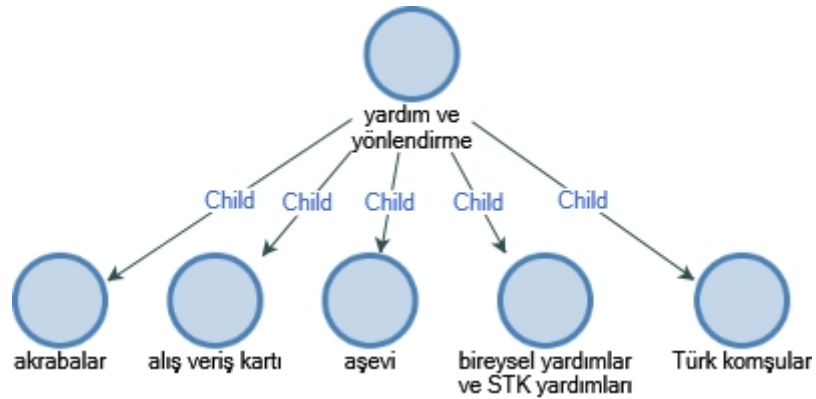 yardım ve
yönlendirme
Child Child Child Child Child
akrabalar alış veriş kartı aşevi bireysel yardımlar Türk komşular
ve STK yardımları